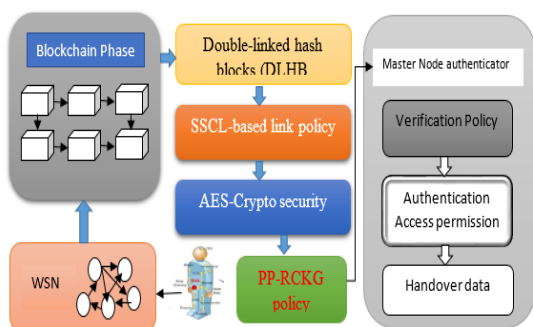 Blockchain Phase
Double-linked hash
blocks (DLHB
SSCL-based link policy
AES-Crypto security
PP-RCKG
policy
WSN
Master Node authenticator
Verification Policy
Authentication
Access permission
Handover data